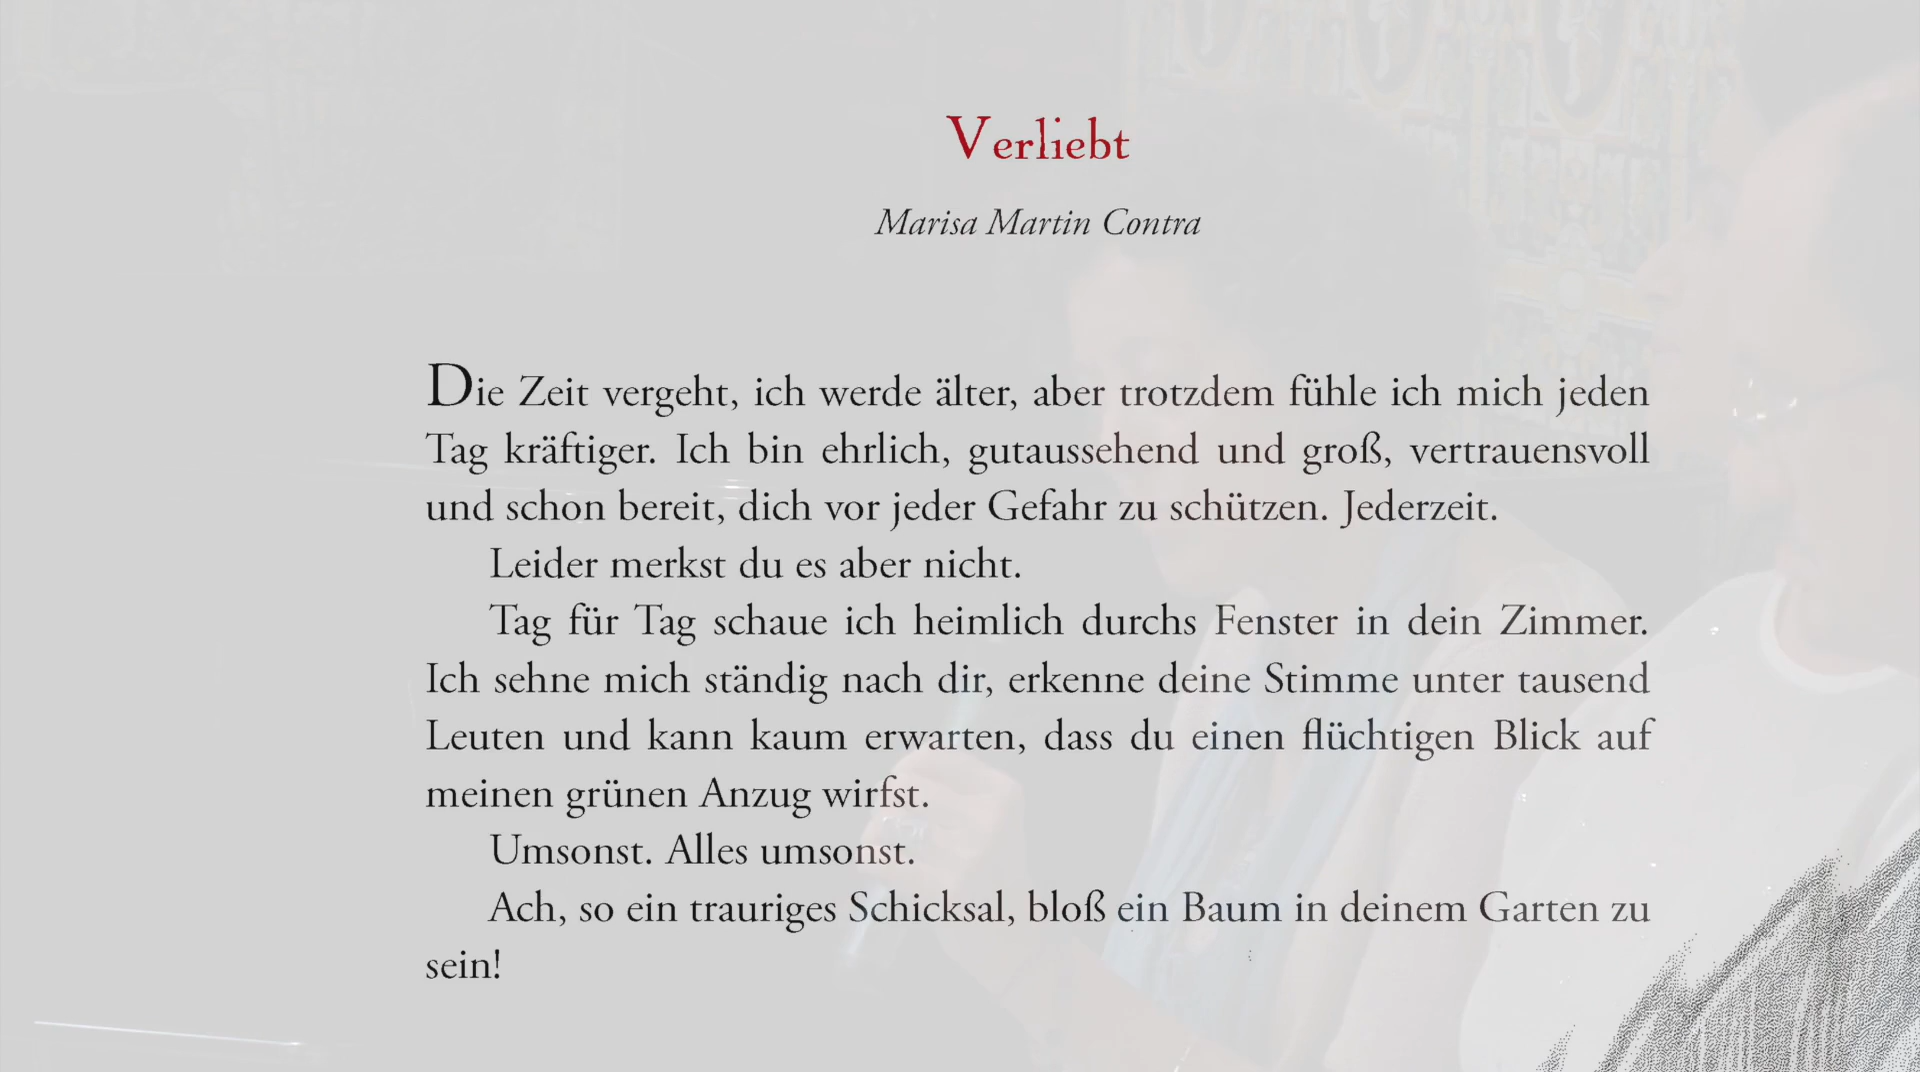 Verliebt
Marisa Martin Contra
Die Zeit vergeht, ich werde älter, aber trotzdem fühle ich mich jeden
Tag kräftiger. Ich bin ehrlich, gutaussehend und groß, vertrauensvoll
und schon bereit, dich vor jeder Gefahr zu schützen. Jederzeit.
Leider merkst du es aber nicht.
Tag für Tag schaue ich heimlich durchs Fenster in dein Zimmer.
Ich sehne mich ständig nach dir, erkenne deine Stimme unter tausend
Leuten und kann kaum erwarten, dass du einen flüchtigen Blick auf
meinen grünen Anzug wirfst.
Umsonst. Alles umsonst.
Ach, so ein trauriges Schicksal, bloß ein Baum in deinem Garten zu
sein!